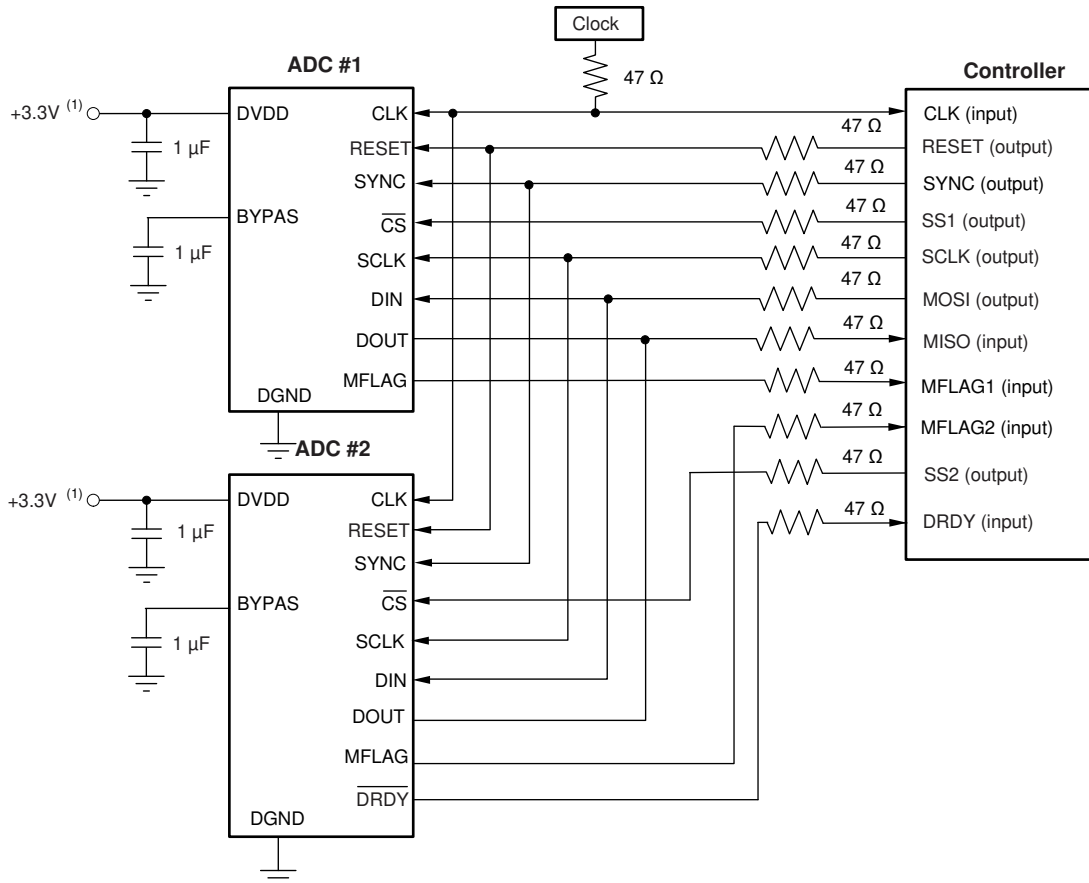 Clock
47 Ω
ADC #1
+3.3V (1)
1 µF
1 µF
DVDD
BYPAS
DGND
CLK
RESET
SYNC
CS
SCLK
DIN
DOUT
MFLAG
Controller
CLK (input)
47 Ω
RESET (output)
47 Ω
SYNC (output)
47 Ω
SS1 (output)
47 Ω
SCLK (output)
47 Ω
MOSI (output)
47 Ω
MISO (input)
47 Ω
MFLAG1 (input)
47 Ω
MFLAG2 (input)
47 Ω
SS2 (output)
47 Ω
DRDY (input)
ADC #2
+3.3V (1)
1 µF
1 µF
DVDD
BYPAS
DGND
CLK
RESET
SYNC
CS
SCLK
DIN
DOUT
MFLAG
DRDY